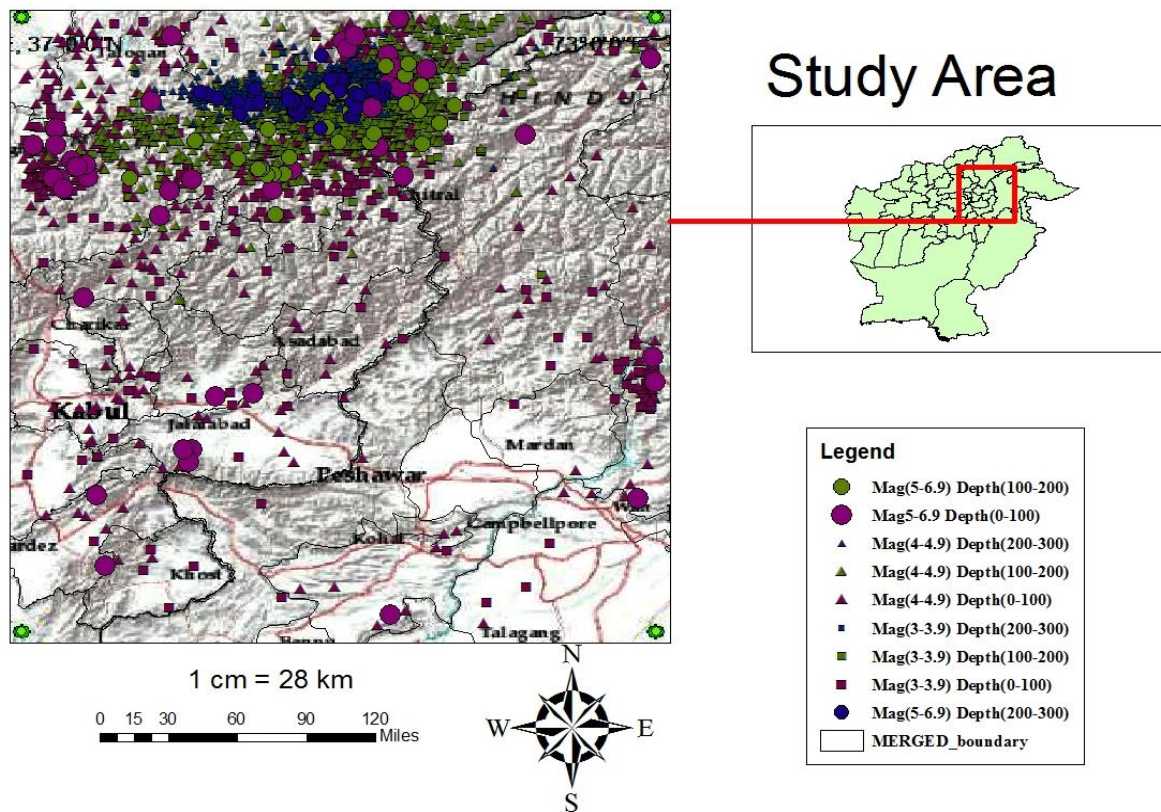 Study Area
HINDU
Chitral
Charikar
Asadabad
Kabul
Jalalabad
Mardan
Peshawar
Wah
Campbellpore
Kohat
Khost
Talagang
1 cm = 28 km
0 15 30 60 90 120
Miles
N
W E
S
Legend
Mag(5-6.9) Depth(100-200)
Mag5-6.9 Depth(0-100)
Mag(4-4.9) Depth(200-300)
Mag(4-4.9) Depth(100-200)
Mag(4-4.9) Depth(0-100)
Mag(3-3.9) Depth(200-300)
Mag(3-3.9) Depth(100-200)
Mag(3-3.9) Depth(0-100)
Mag(5-6.9) Depth(200-300)
MERGED_boundary